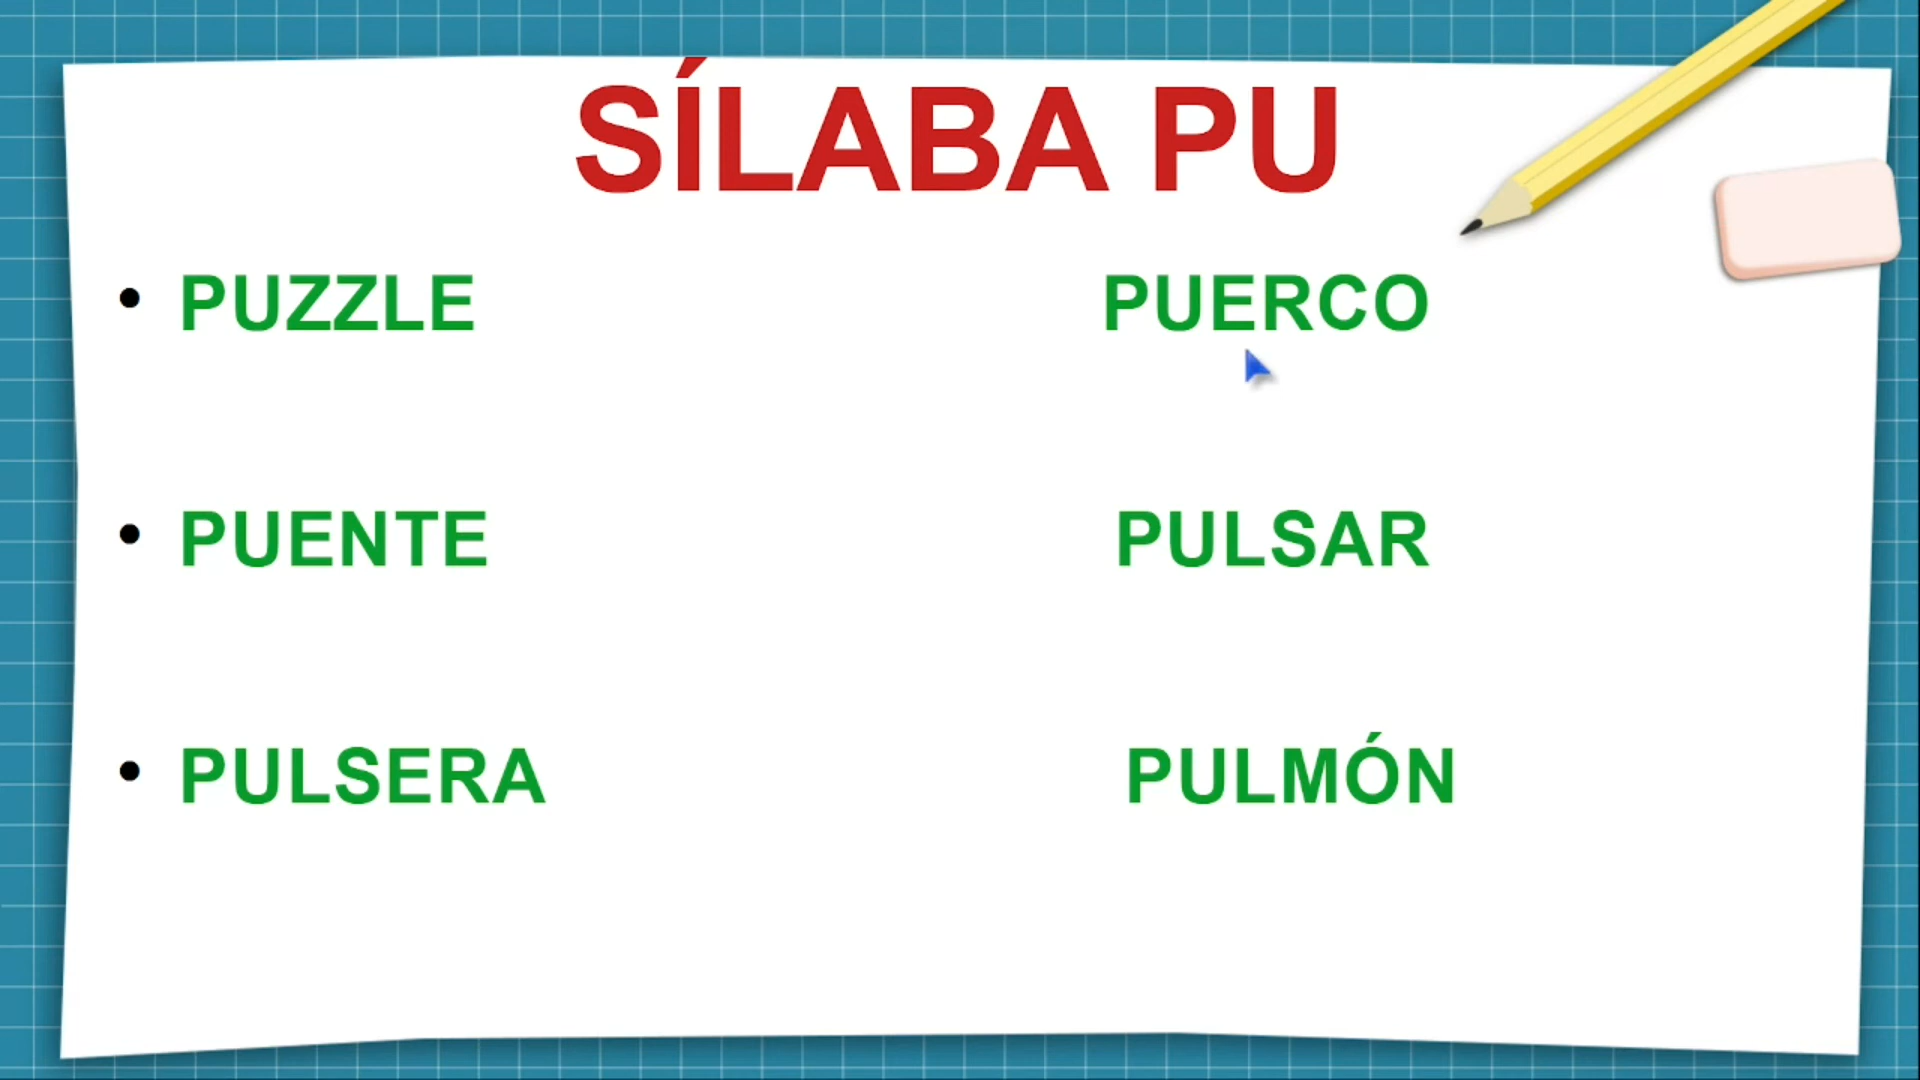 SÍLABA PU
• PUZZLE PUERCO
• PUENTE PULSAR
• PULSERA PULMÓN